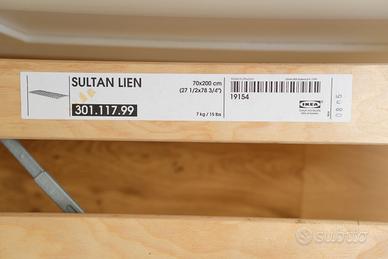 SULTAN LIEN
70x200 cm
(27 1/2x78 3/4")
301.117.99
7 kg / 15 lbs
19154
IKEA
subito